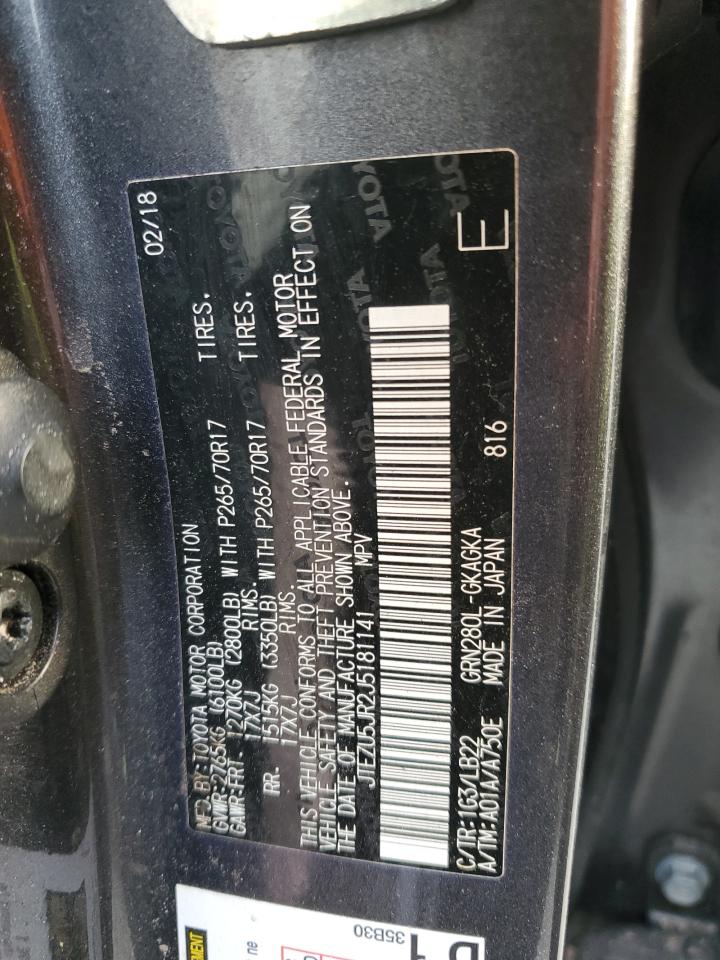 MFD BY: TOYOTA MOTOR CORPORATION 02/18
GVWR: 2765KG (6100LB)
GAWR: FRT. 1270KG (2800LB) WITH P265/70R17 TIRES.
17X7J RIMS.
RR. 1515KG (3350LB) WITH P265/70R17 TIRES.
17X7J RIMS.
THIS VEHICLE CONFORMS TO ALL APPLICABLE FEDERAL MOTOR
VEHICLE SAFETY AND THEFT PREVENTION STANDARDS IN EFFECT ON
THE DATE OF MANUFACTURE SHOWN ABOVE.
JTEZU5JR2J5181141 MPV
C/TR: 1G3/LB22 GRN280L-GKAGKA 816 E
A/TM: A01A/A750E MADE IN JAPAN
35B30